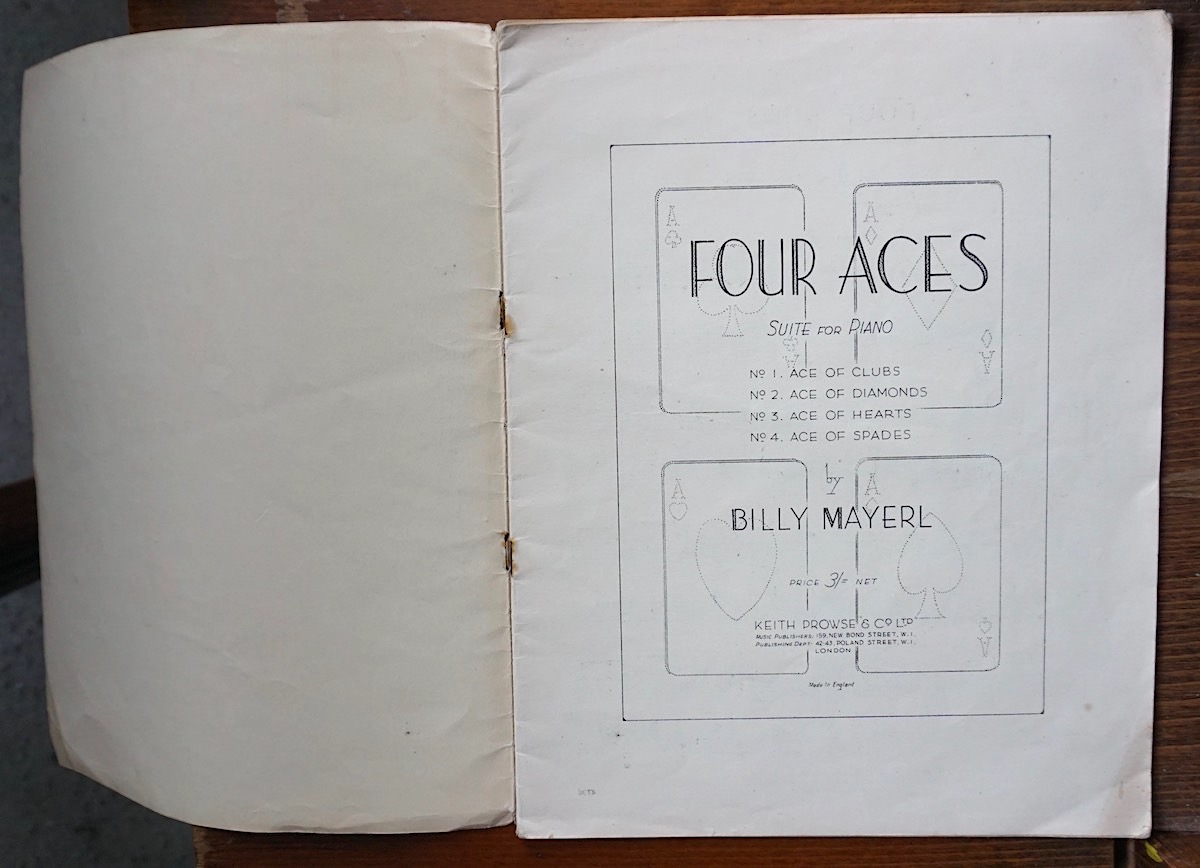 FOUR ACES
SUITE FOR PIANO
Nº 1. ACE OF CLUBS
Nº 2. ACE OF DIAMONDS
Nº 3. ACE OF HEARTS
Nº 4. ACE OF SPADES
by
BILLY MAYERL
PRICE 3/= NET
KEITH PROWSE & Cº LTD
MUSIC PUBLISHERS: 159, NEW BOND STREET, W.1.
PUBLISHING DEPT: 42-43, POLAND STREET, W.1.
LONDON
Made in England
A
A
A
A
A
A
A